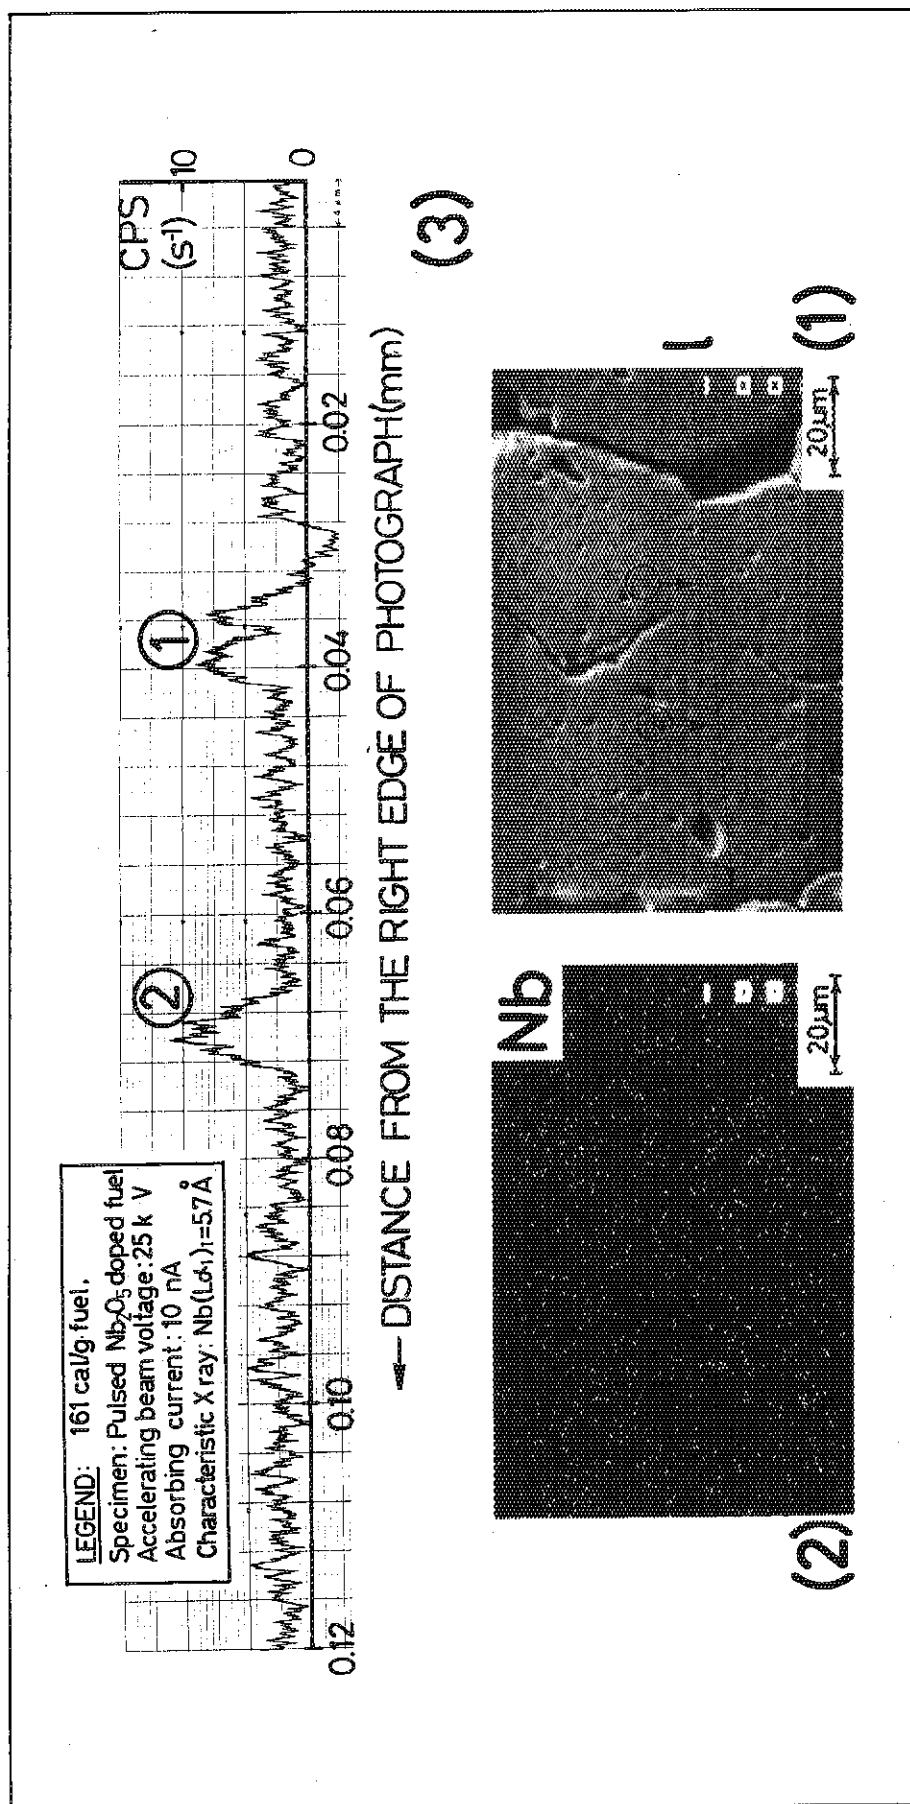 LEGEND: 161 cal/g·fuel.
Specimen: Pulsed Nb2O5 doped fuel
Accelerating beam voltage: 25 k V
Absorbing current: 10 nA
Characteristic X ray: Nb(Lα1)1=5.7Å
CPS
(s-1)
10
0
②
①
0.12
0.10
0.08
0.06
0.04
0.02
← DISTANCE FROM THE RIGHT EDGE OF PHOTOGRAPH(mm)
(3)
Nb
20μm
(2)
20μm
(1)